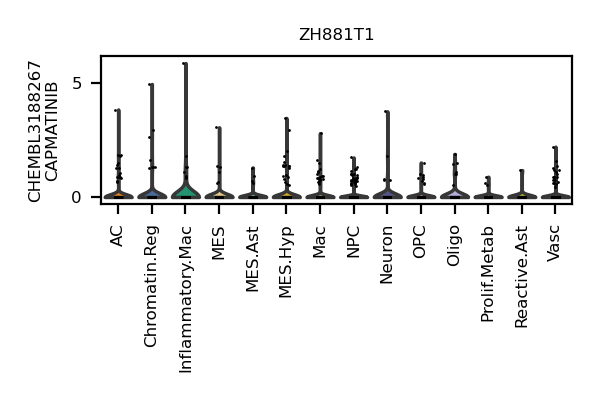 ZH881T1
CHEMBL3188267
CAPMATINIB
5
0
AC
Chromatin.Reg
Inflammatory.Mac
MES
MES.Ast
MES.Hyp
Mac
NPC
Neuron
OPC
Oligo
Prolif.Metab
Reactive.Ast
Vasc